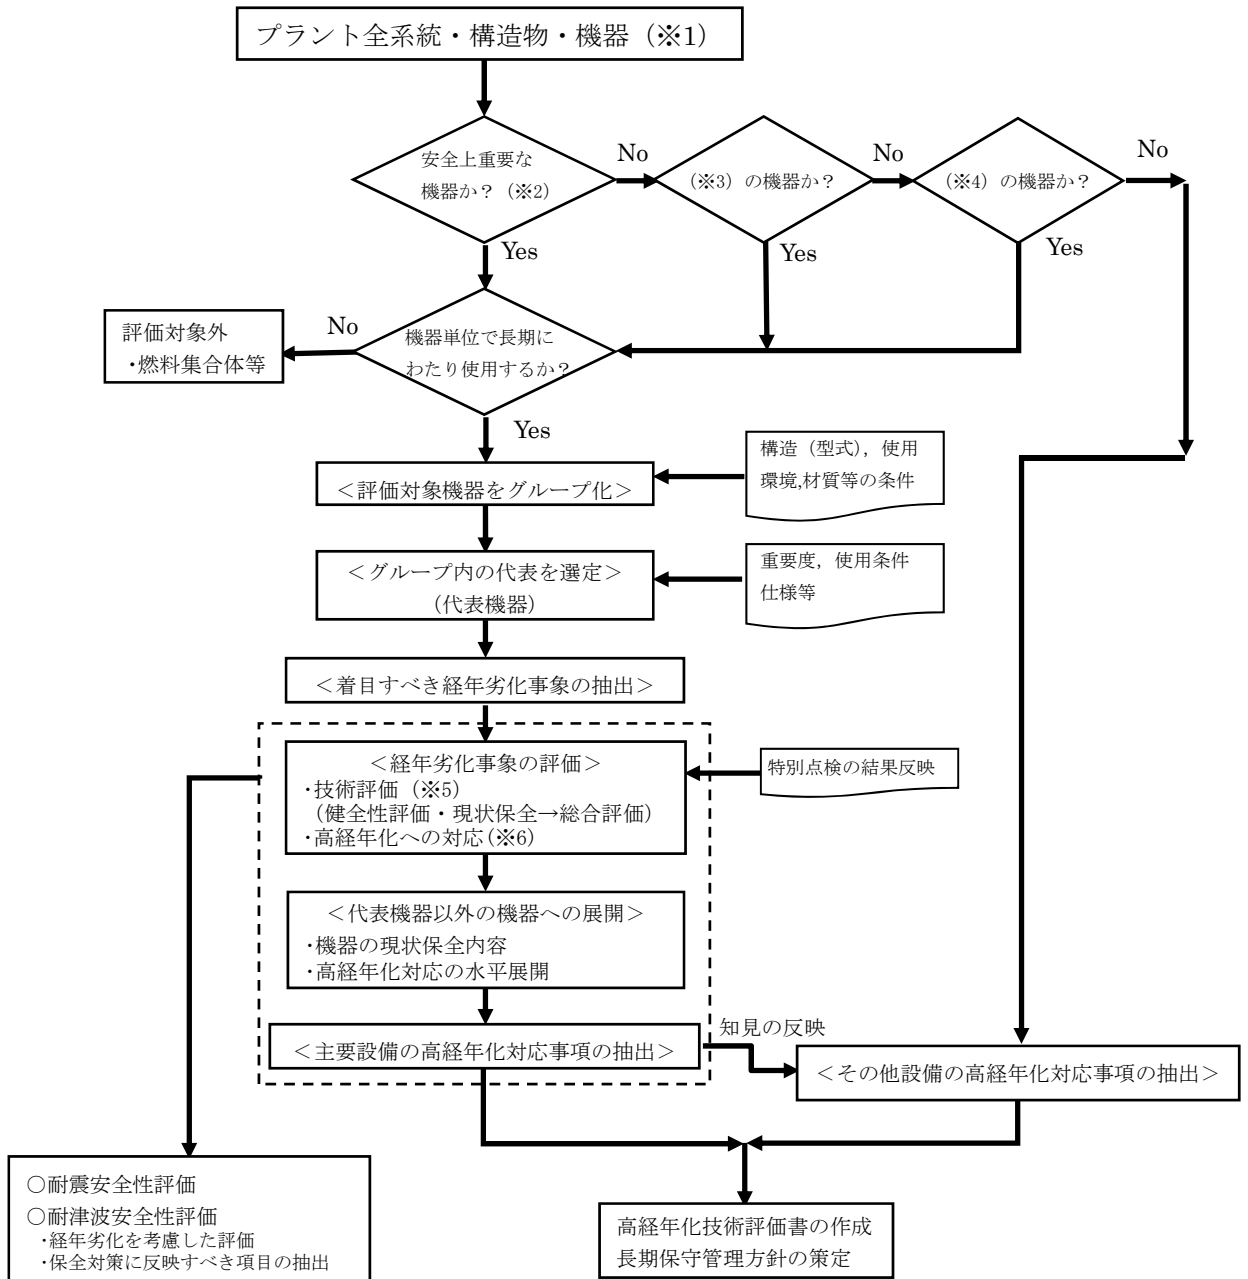 プラント全系統・構造物・機器（※1）
安全上重要な
機器か？（※2）
No
（※3）の機器か？
No
（※4）の機器か？
No
Yes
Yes
Yes
評価対象外
・燃料集合体等
No
機器単位で長期に
わたり使用するか？
Yes
＜評価対象機器をグループ化＞
構造（型式），使用
環境,材質等の条件
＜グループ内の代表を選定＞
（代表機器）
重要度，使用条件
仕様等
＜着目すべき経年劣化事象の抽出＞
＜経年劣化事象の評価＞
・技術評価（※5）
（健全性評価・現状保全→総合評価）
・高経年化への対応（※6）
特別点検の結果反映
＜代表機器以外の機器への展開＞
・機器の現状保全内容
・高経年化対応の水平展開
＜主要設備の高経年化対応事項の抽出＞
知見の反映
＜その他設備の高経年化対応事項の抽出＞
○耐震安全性評価
○耐津波安全性評価
・経年劣化を考慮した評価
・保全対策に反映すべき項目の抽出
高経年化技術評価書の作成
長期保守管理方針の策定